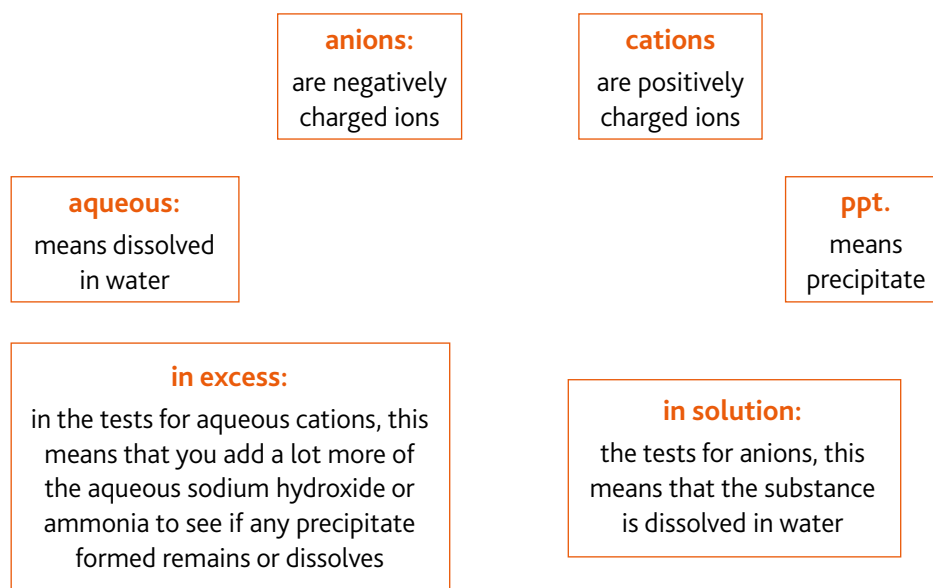 anions:
are negatively
charged ions
cations
are positively
charged ions
aqueous:
means dissolved
in water
ppt.
means
precipitate
in excess:
in the tests for aqueous cations, this
means that you add a lot more of
the aqueous sodium hydroxide or
ammonia to see if any precipitate
formed remains or dissolves
in solution:
the tests for anions, this
means that the substance
is dissolved in water